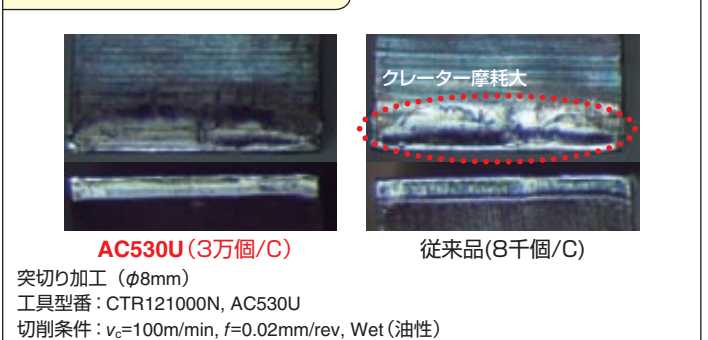 クレーター摩耗大
AC530U（3万個/C）
従来品(8千個/C)
突切り加工（φ8mm）
工具型番：CTR121000N, AC530U
切削条件：vc=100m/min, f=0.02mm/rev, Wet（油性）